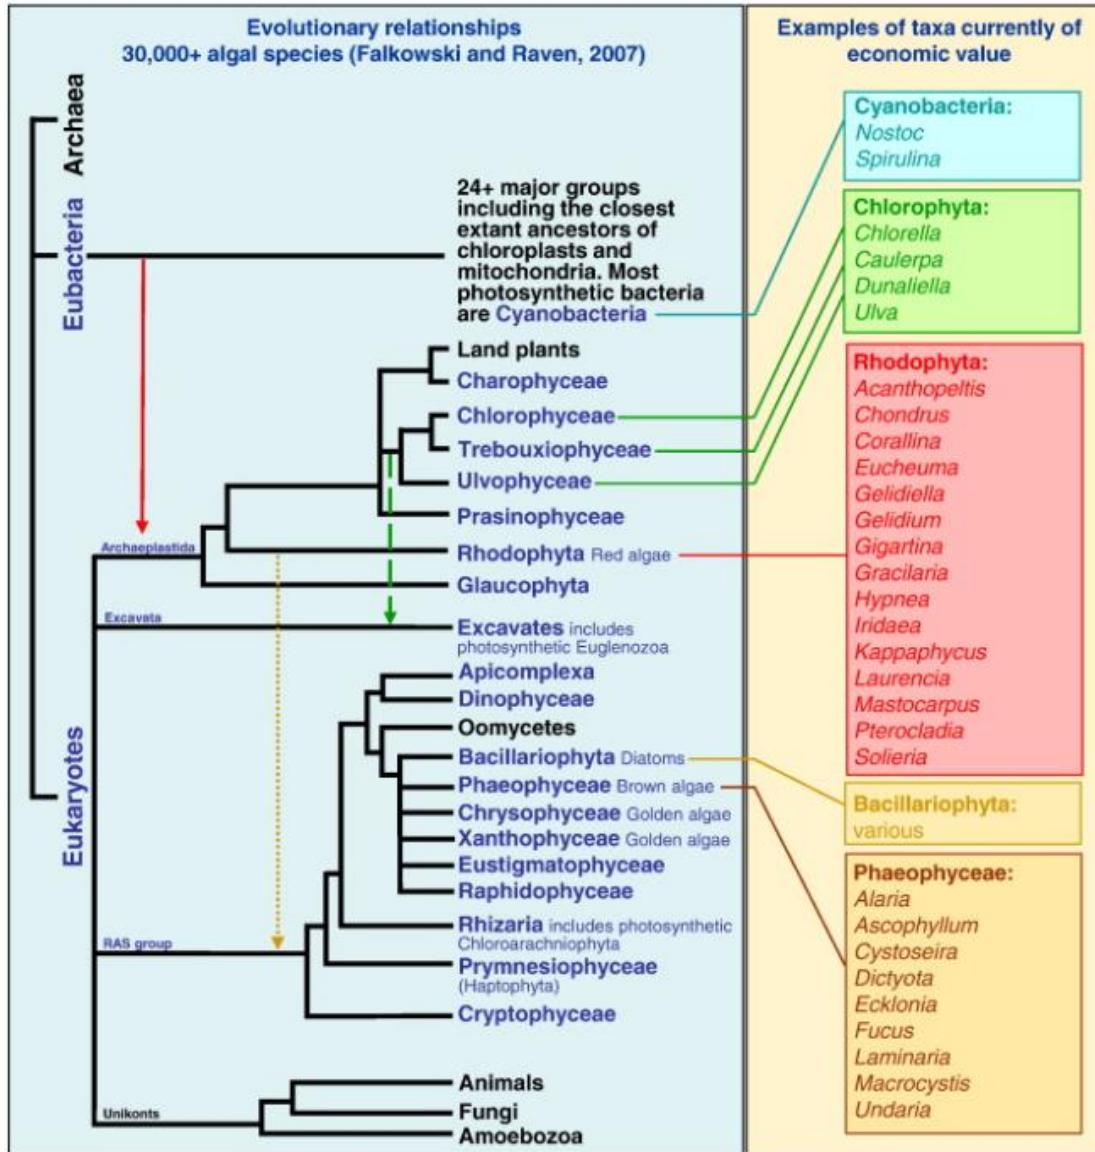 Evolutionary relationships
30,000+ algal species (Falkowski and Raven, 2007)
Archaea
Eubacteria
Eukaryotes
24+ major groups
including the closest
extant ancestors of
chloroplasts and
mitochondria. Most
photosynthetic bacteria
are Cyanobacteria
Land plants
Charophyceae
Chlorophyceae
Trebouxiophyceae
Ulvophyceae
Prasinophyceae
Archaeplastida
Rhodophyta Red algae
Glaucophyta
Excavata
Excavates includes
photosynthetic Euglenozoa
Apicomplexa
Dinophyceae
Oomycetes
Bacillariophyta Diatoms
Phaeophyceae Brown algae
Chrysophyceae Golden algae
Xanthophyceae Golden algae
Eustigmatophyceae
Raphidophyceae
Rhizaria includes photosynthetic
Chloroarachniophyta
RAS group
Prymnesiophyceae
(Haptophyta)
Cryptophyceae
Animals
Unikonts
Fungi
Amoebozoa
Examples of taxa currently of
economic value
Cyanobacteria:
Nostoc
Spirulina
Chlorophyta:
Chlorella
Caulerpa
Dunaliella
Ulva
Rhodophyta:
Acanthopeltis
Chondrus
Corallina
Eucheuma
Gelidiella
Gelidium
Gigartina
Gracilaria
Hypnea
Iridaea
Kappaphycus
Laurencia
Mastocarpus
Pterocladia
Solieria
Bacillariophyta:
various
Phaeophyceae:
Alaria
Ascophyllum
Cystoseira
Dictyota
Ecklonia
Fucus
Laminaria
Macrocystis
Undaria